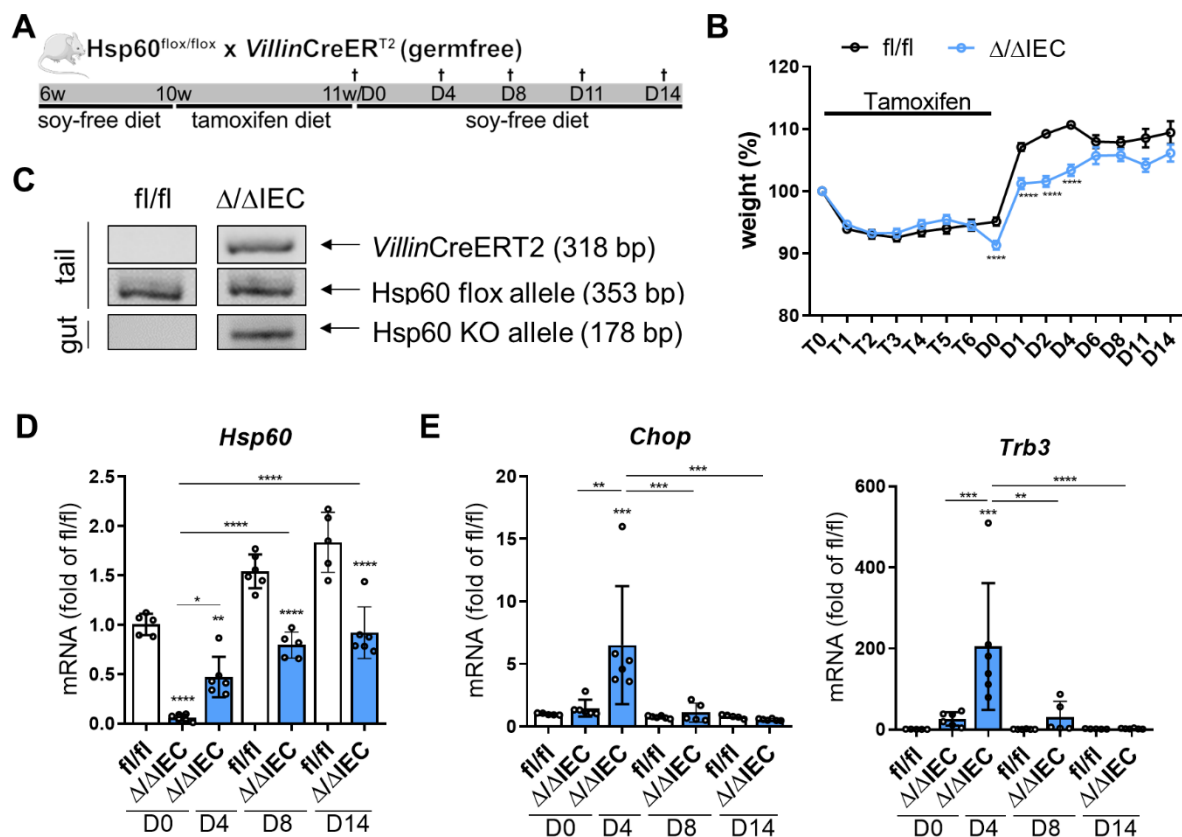 A
Hsp60flox/flox x VillinCreERT2 (germfree)
6w 10w 11w/D0 D4 D8 D11 D14
soy-free diet tamoxifen diet soy-free diet
B
fl/fl Δ/ΔIEC
Tamoxifen
weight (%)
120
110
100
90
80
**** **** **** ****
T0 T1 T2 T3 T4 T5 T6 D0 D1 D2 D4 D6 D8 D11 D14
C
fl/fl Δ/ΔIEC
tail
VillinCreERT2 (318 bp)
Hsp60 flox allele (353 bp)
gut
Hsp60 KO allele (178 bp)
D
Hsp60
mRNA (fold of fl/fl)
2.5
2.0
1.5
1.0
0.5
0.0
****
****
*
**** ** **** ****
fl/fl Δ/ΔIEC Δ/ΔIEC fl/fl Δ/ΔIEC fl/fl Δ/ΔIEC
D0 D4 D8 D14
E
Chop
mRNA (fold of fl/fl)
20
15
10
5
0
***
** ***
***
fl/fl Δ/ΔIEC Δ/ΔIEC fl/fl Δ/ΔIEC fl/fl Δ/ΔIEC
D0 D4 D8 D14
Trb3
mRNA (fold of fl/fl)
600
400
200
0
****
*** **
***
fl/fl Δ/ΔIEC Δ/ΔIEC fl/fl Δ/ΔIEC fl/fl Δ/ΔIEC
D0 D4 D8 D14